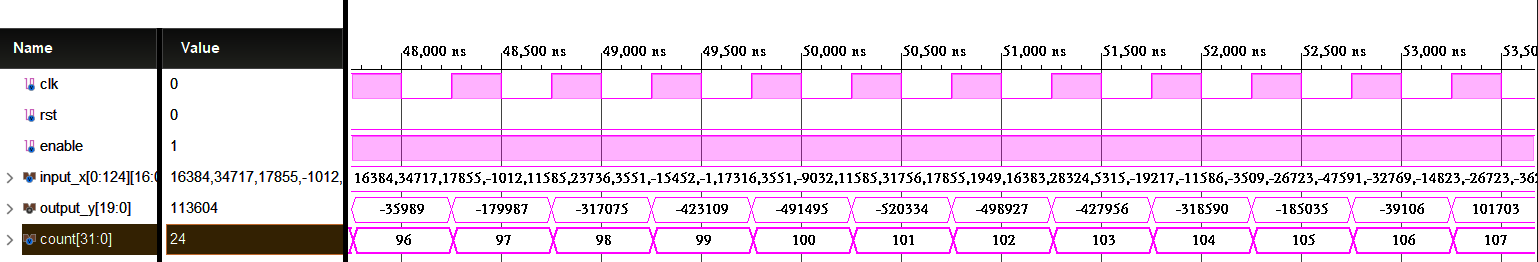 Name Value
48,000 ns 48,500 ns 49,000 ns 49,500 ns 50,000 ns 50,500 ns 51,000 ns 51,500 ns 52,000 ns 52,500 ns 53,000 ns 53,50
clk 0
rst 0
enable 1
input_x[0:124][16:0 16384,34717,17855,-1012, 16384,34717,17855,-1012,11585,23736,3551,-15452,-1,17316,3551,-9032,11585,31756,17855,1949,16383,28324,5315,-19217,-11586,-3509,-26723,-47591,-32769,-14823,-26723,-36
output_y[19:0] 113604 -35989 -179987 -317075 -423109 -491495 -520334 -498927 -427956 -318590 -185035 -39106 101703
count[31:0] 24 96 97 98 99 100 101 102 103 104 105 106 107